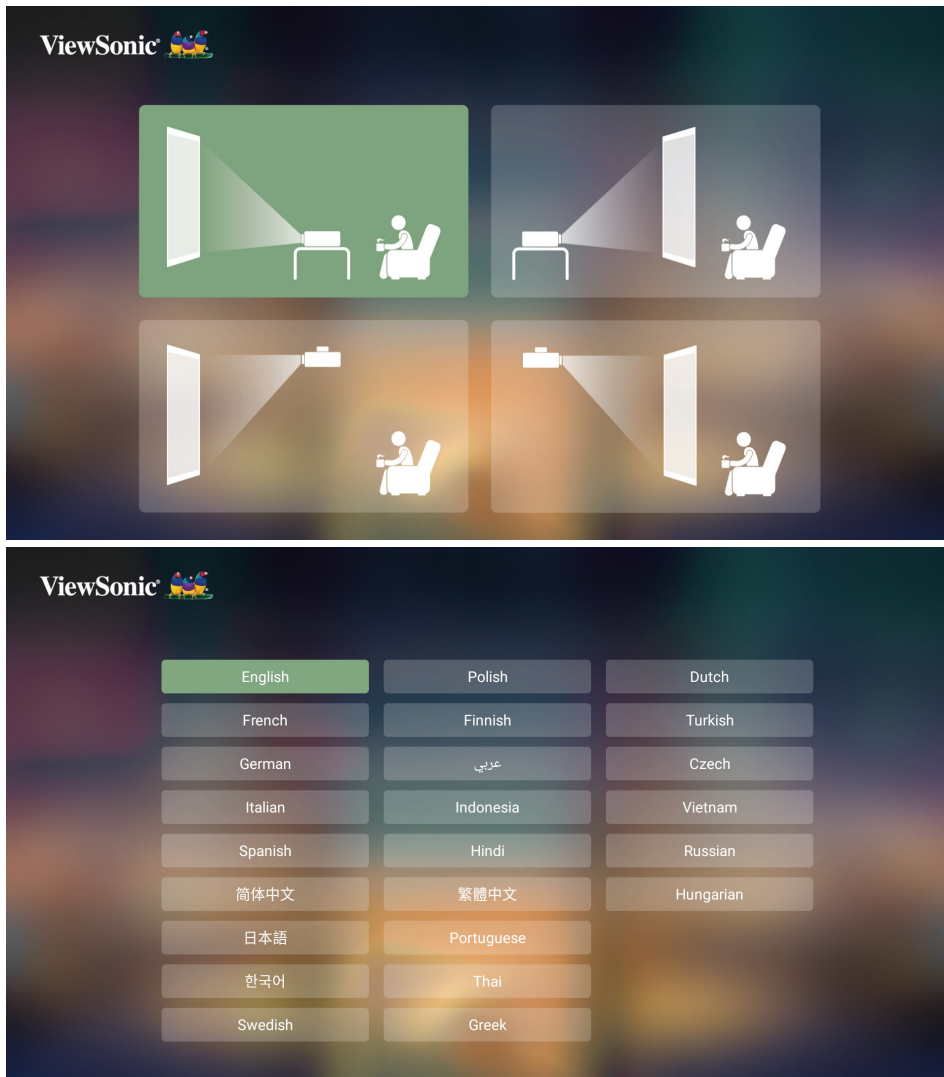 ViewSonic®
ViewSonic®
English
Polish
Dutch
French
Finnish
Turkish
German
عربي
Czech
Italian
Indonesia
Vietnam
Spanish
Hindi
Russian
简体中文
繁體中文
Hungarian
日本語
Portuguese
한국어
Thai
Swedish
Greek